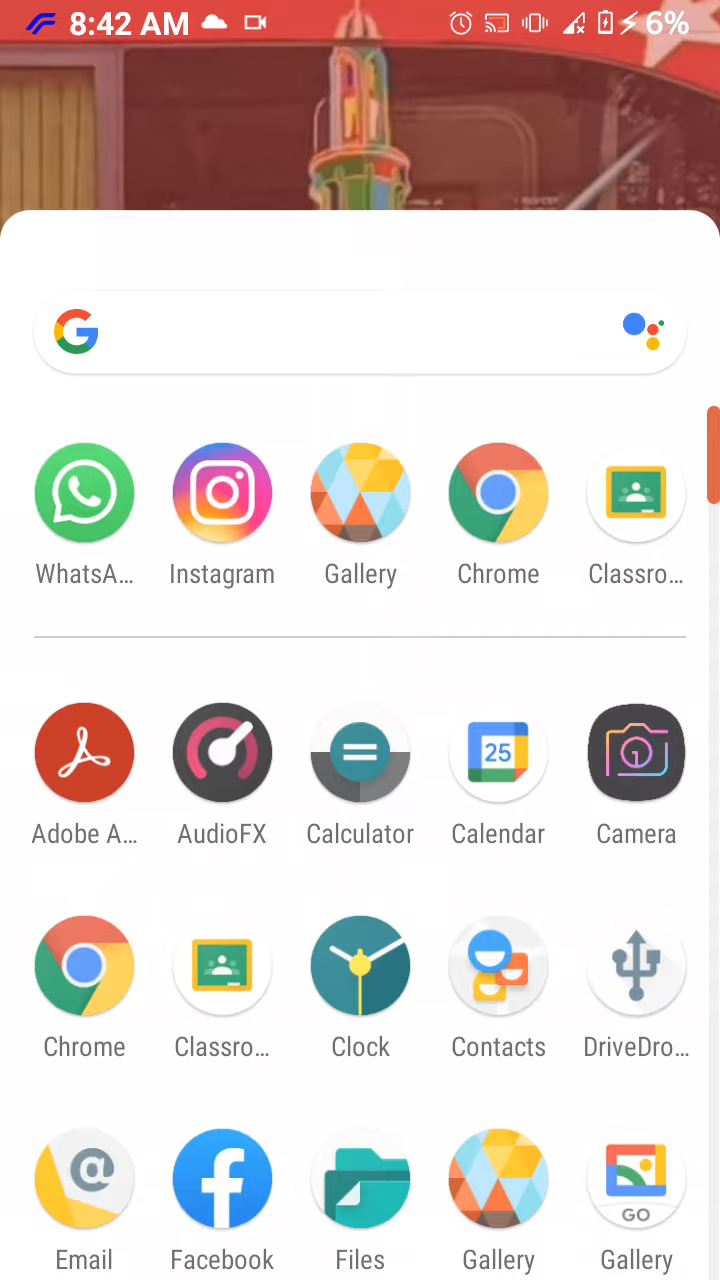 8:42 AM 6%
WhatsA... Instagram Gallery Chrome Classro...
25
Adobe A... AudioFX Calculator Calendar Camera
Chrome Classro... Clock Contacts DriveDro...
@
GO
Email Facebook Files Gallery Gallery